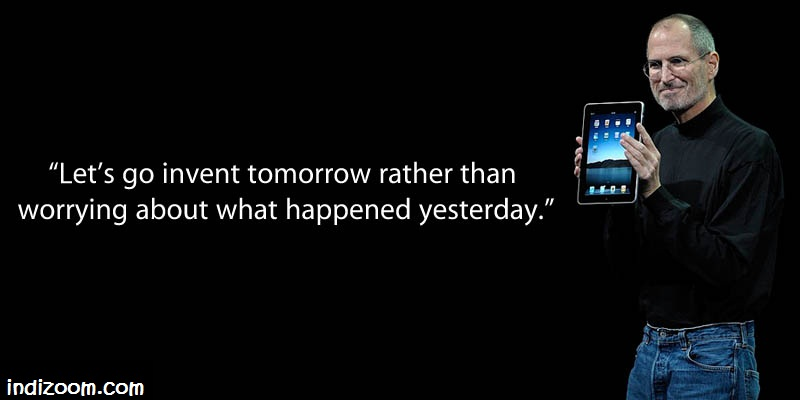 “Let’s go invent tomorrow rather than
worrying about what happened yesterday.”
indizoom.com